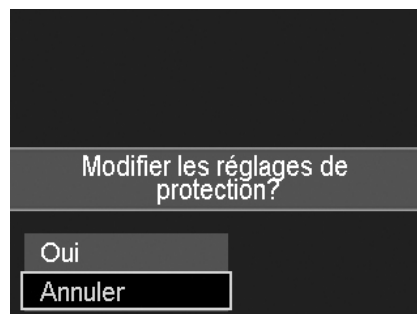 Modifier les réglages de
protection?
Oui
Annuler